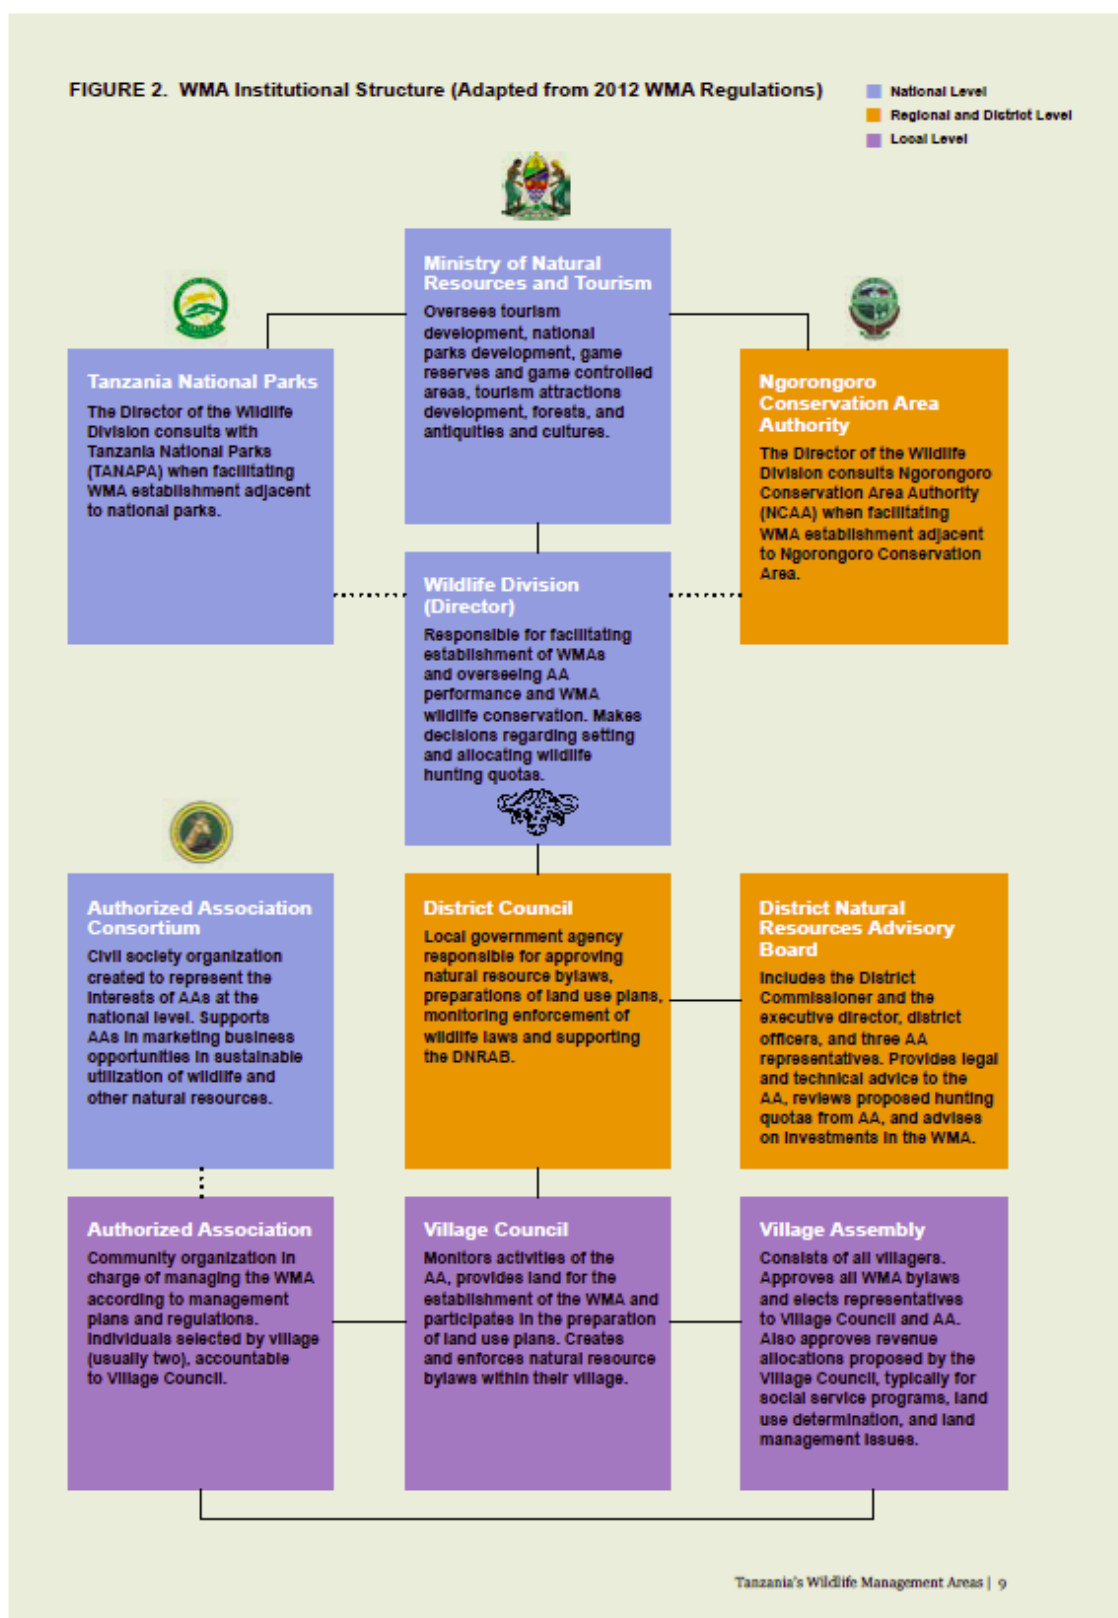 FIGURE 2. WMA Institutional Structure (Adapted from 2012 WMA Regulations)
National Level
Regional and District Level
Local Level
Ministry of Natural
Resources and Tourism
Oversees tourism
development, national
parks development, game
reserves and game controlled
areas, tourism attractions
development, forests, and
antiquities and cultures.
Tanzania National Parks
The Director of the Wildlife
Division consults with
Tanzania National Parks
(TANAPA) when facilitating
WMA establishment adjacent
to national parks.
Ngorongoro
Conservation Area
Authority
The Director of the Wildlife
Division consults Ngorongoro
Conservation Area Authority
(NCAA) when facilitating
WMA establishment adjacent
to Ngorongoro Conservation
Area.
Wildlife Division
(Director)
Responsible for facilitating
establishment of WMAs
and overseeing AA
performance and WMA
wildlife conservation. Makes
decisions regarding setting
and allocating wildlife
hunting quotas.
Authorized Association
Consortium
Civil society organization
created to represent the
interests of AAs at the
national level. Supports
AAs in marketing business
opportunities in sustainable
utilization of wildlife and
other natural resources.
District Council
Local government agency
responsible for approving
natural resource bylaws,
preparations of land use plans,
monitoring enforcement of
wildlife laws and supporting
the DNRAB.
District Natural
Resources Advisory
Board
Includes the District
Commissioner and the
executive director, district
officers, and three AA
representatives. Provides legal
and technical advice to the
AA, reviews proposed hunting
quotas from AA, and advises
on investments in the WMA.
Authorized Association
Community organization in
charge of managing the WMA
according to management
plans and regulations.
Individuals selected by village
(usually two), accountable
to Village Council.
Village Council
Monitors activities of the
AA, provides land for the
establishment of the WMA and
participates in the preparation
of land use plans. Creates
and enforces natural resource
bylaws within their village.
Village Assembly
Consists of all villagers.
Approves all WMA bylaws
and elects representatives
to Village Council and AA.
Also approves revenue
allocations proposed by the
Village Council, typically for
social service programs, land
use determination, and land
management issues.
Tanzania's Wildlife Management Areas | 9